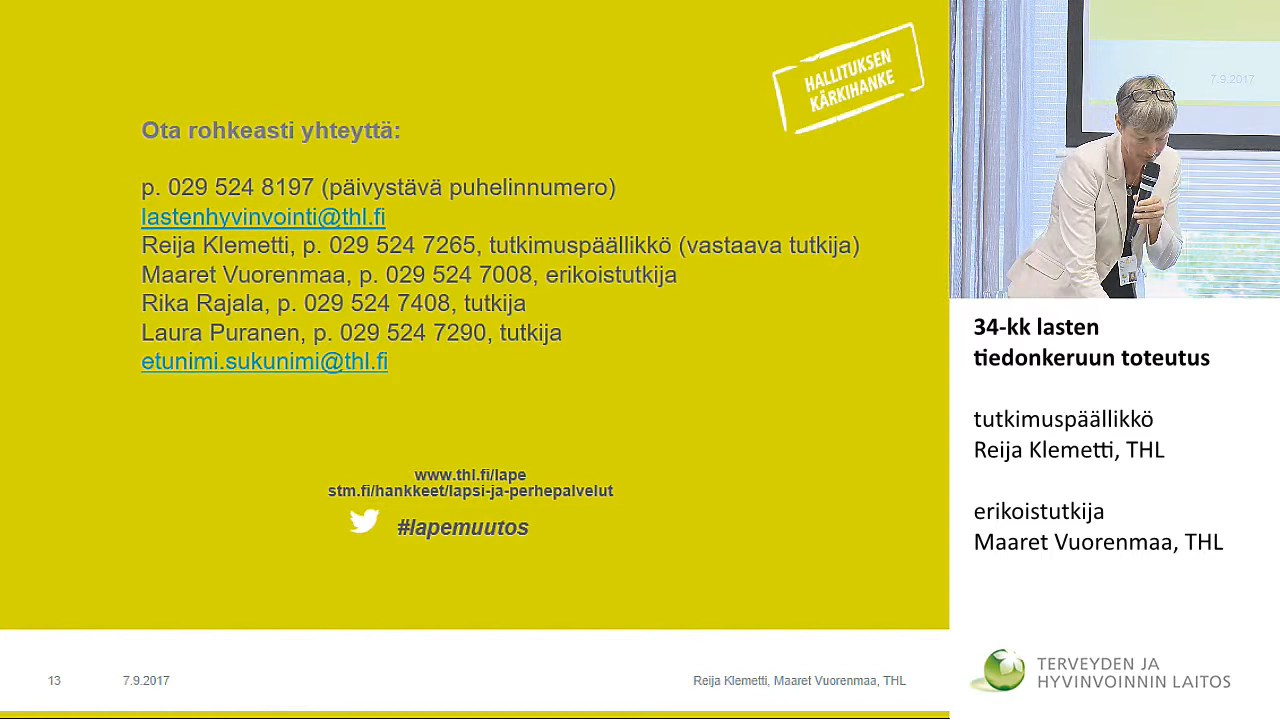 HALLITUKSEN
KÄRKIHANKE
Ota rohkeasti yhteyttä:
p. 029 524 8197 (päivystävä puhelinnumero)
lastenhyvinvointi@thl.fi
Reija Klemetti, p. 029 524 7265, tutkimuspäällikkö (vastaava tutkija)
Maaret Vuorenmaa, p. 029 524 7008, erikoistutkija
Rika Rajala, p. 029 524 7408, tutkija
Laura Puranen, p. 029 524 7290, tutkija
etunimi.sukunimi@thl.fi
www.thl.fi/lape
stm.fi/hankkeet/lapsi-ja-perhepalvelut
#lapemuutos
13 7.9.2017 Reija Klemetti, Maaret Vuorenmaa, THL
7.9.2017
34-kk lasten
tiedonkeruun toteutus
tutkimuspäällikkö
Reija Klemetti, THL
erikoistutkija
Maaret Vuorenmaa, THL
TERVEYDEN JA
HYVINVOINNIN LAITOS